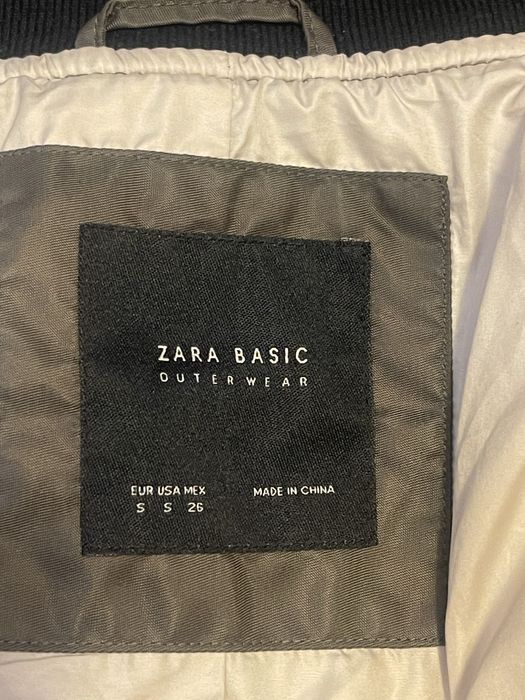 ZARA BASIC
OUTERWEAR
EUR USA MEX
S S 26
MADE IN CHINA